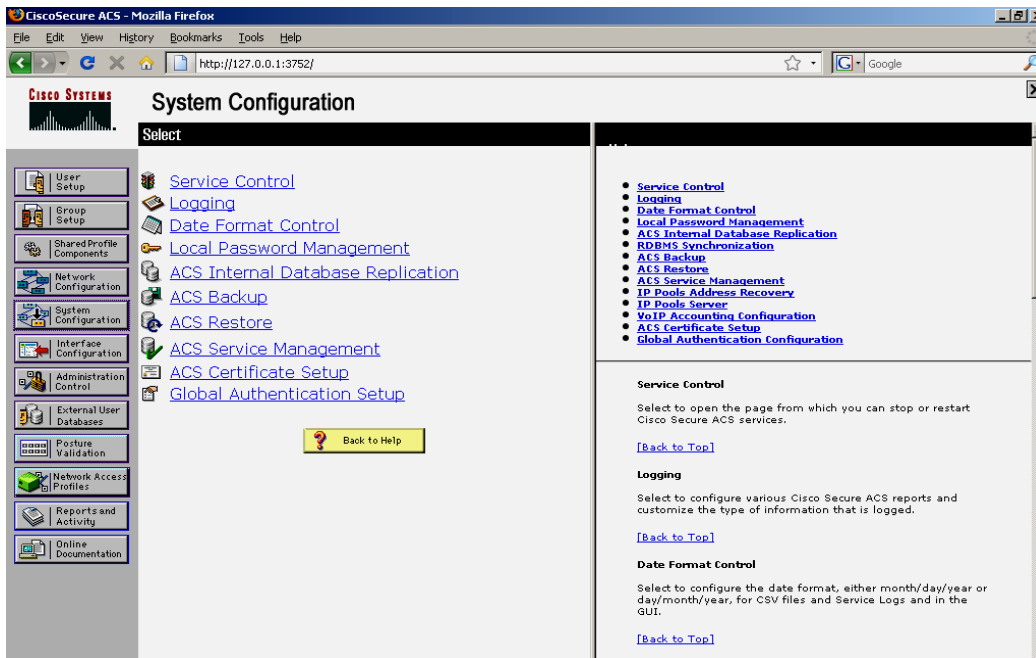 CiscoSecure ACS - Mozilla Firefox
File Edit View History Bookmarks Tools Help
http://127.0.0.1:3752/
G Google
CISCO SYSTEMS
System Configuration
Select
User Setup
Group Setup
Shared Profile Components
Network Configuration
System Configuration
Interface Configuration
Administration Control
External User Databases
Posture Validation
Network Access Profiles
Reports and Activity
Online Documentation
Service Control
Logging
Date Format Control
Local Password Management
ACS Internal Database Replication
ACS Backup
ACS Restore
ACS Service Management
ACS Certificate Setup
Global Authentication Setup
? Back to Help
Service Control
Logging
Date Format Control
Local Password Management
ACS Internal Database Replication
RDBMS Synchronization
ACS Backup
ACS Restore
ACS Service Management
IP Pools Address Recovery
IP Pools Server
VoIP Accounting Configuration
ACS Certificate Setup
Global Authentication Configuration
Service Control
Select to open the page from which you can stop or restart
Cisco Secure ACS services.
[Back to Top]
Logging
Select to configure various Cisco Secure ACS reports and
customize the type of information that is logged.
[Back to Top]
Date Format Control
Select to configure the date format, either month/day/year or
day/month/year, for CSV files and Service Logs and in the
GUI.
[Back to Top]